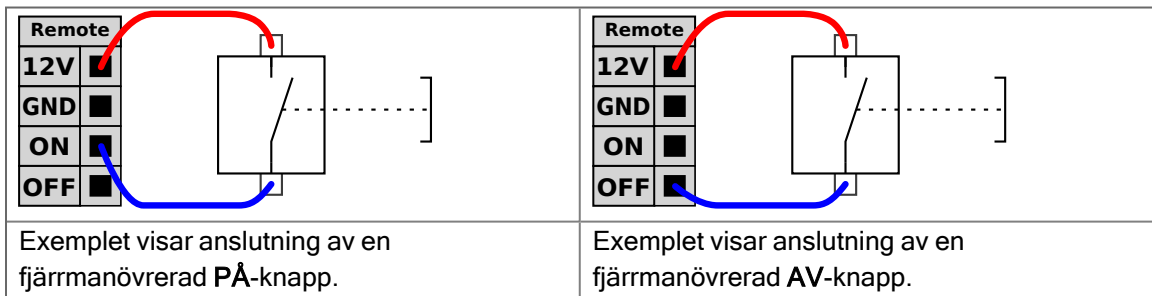 Remote
12V
GND
ON
OFF
Exemplet visar anslutning av en
fjärrmanövrerad PÅ-knapp.
Remote
12V
GND
ON
OFF
Exemplet visar anslutning av en
fjärrmanövrerad AV-knapp.